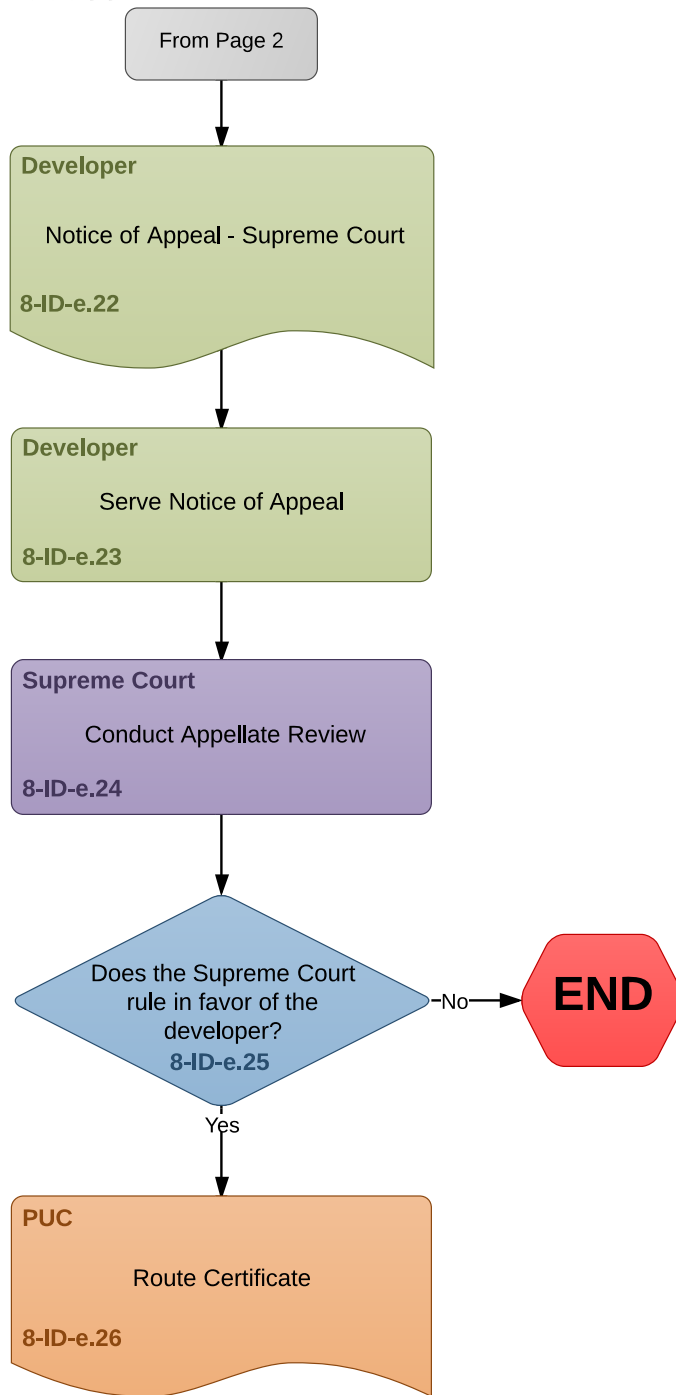 From Page 2
Developer
Notice of Appeal - Supreme Court
8-ID-e.22
Developer
Serve Notice of Appeal
8-ID-e.23
Supreme Court
Conduct Appellate Review
8-ID-e.24
Does the Supreme Court
rule in favor of the
developer?
8-ID-e.25
No
END
Yes
PUC
Route Certificate
8-ID-e.26